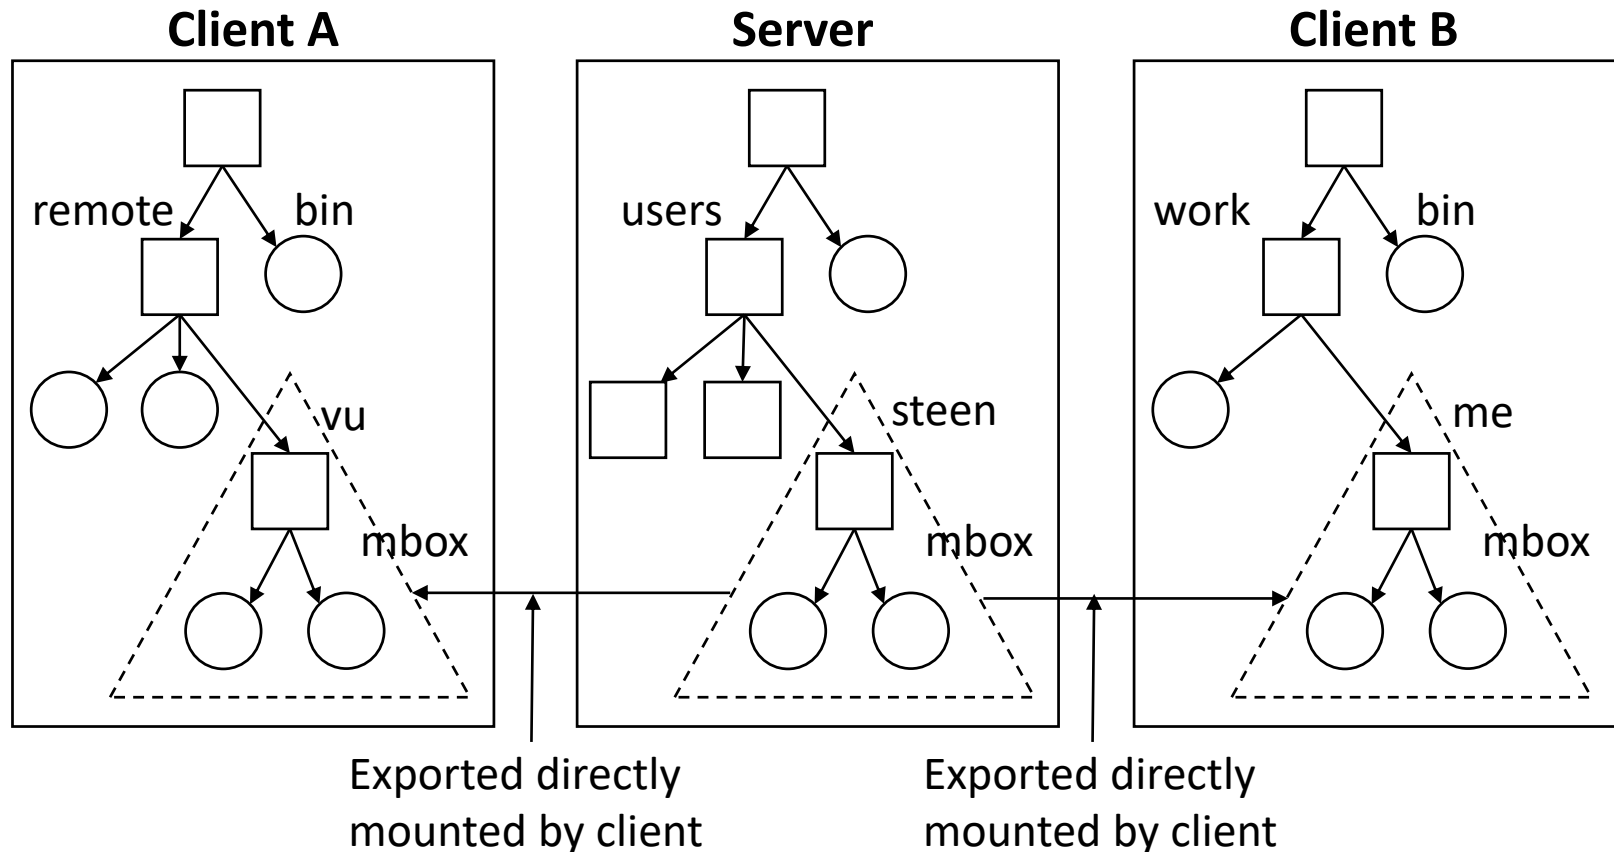 Client A
Server
Client B
remote
bin
users
work
bin
vu
steen
me
mbox
mbox
mbox
Exported directly
mounted by client
Exported directly
mounted by client